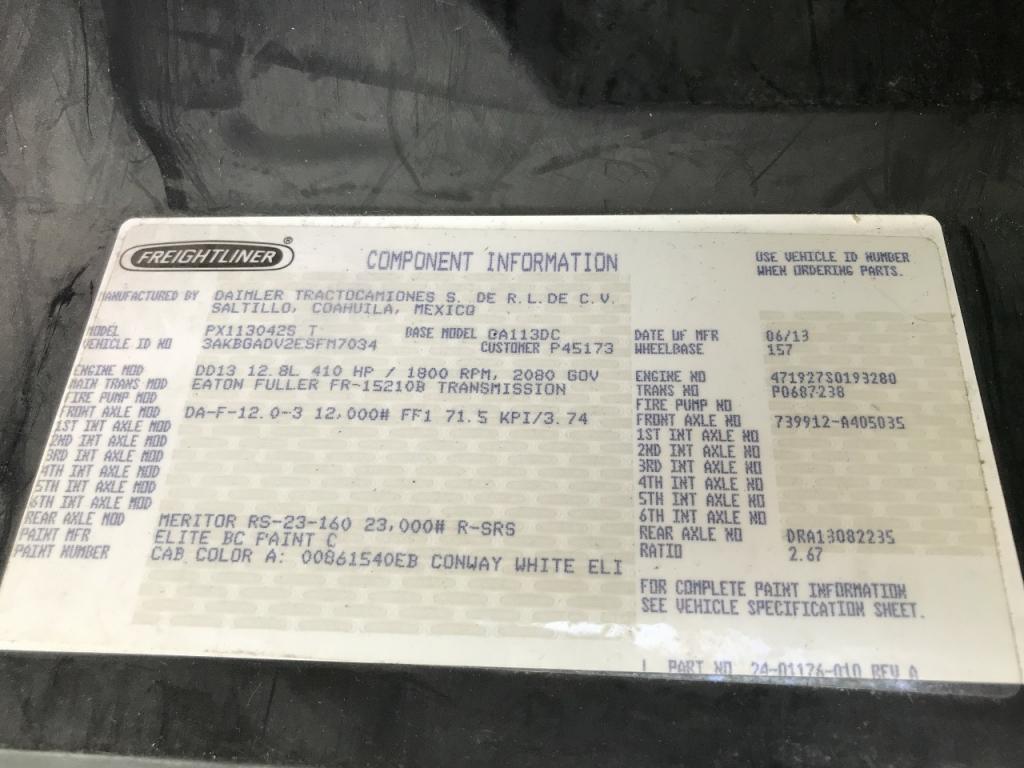 FREIGHTLINER®
COMPONENT INFORMATION
USE VEHICLE ID NUMBER
WHEN ORDERING PARTS.
MANUFACTURED BY DAIMLER TRACTOCAMIONES S. DE R.L.DE C.V.
SALTILLO, COAHUILA, MEXICO
MODEL PX113042S T BASE MODEL CA113DC DATE OF MFR 06/13
VEHICLE ID NO 3AKBGADV2ESFM7034 CUSTOMER P45173 WHEELBASE 157
ENGINE MOD DD13 12.8L 410 HP / 1800 RPM, 2080 GOV ENGINE NO 471927S0193280
MAIN TRANS MOD EATON FULLER FR-15210B TRANSMISSION TRANS NO P0687238
FIRE PUMP MOD FIRE PUMP NO
FRONT AXLE MOD DA-F-12.0-3 12,000# FF1 71.5 KPI/3.74 FRONT AXLE NO 739912-A405035
1ST INT AXLE MOD 1ST INT AXLE NO
2ND INT AXLE MOD 2ND INT AXLE NO
3RD INT AXLE MOD 3RD INT AXLE NO
4TH INT AXLE MOD 4TH INT AXLE NO
5TH INT AXLE MOD 5TH INT AXLE NO
6TH INT AXLE MOD 6TH INT AXLE NO
REAR AXLE MOD MERITOR RS-23-160 23,000# R-SRS REAR AXLE NO DRA13082235
PAINT MFR ELITE BC PAINT C RATIO 2.67
PAINT NUMBER CAB COLOR A: 00861540EB CONWAY WHITE ELI
FOR COMPLETE PAINT INFORMATION
SEE VEHICLE SPECIFICATION SHEET.
PART NO 24-01176-010 REV A